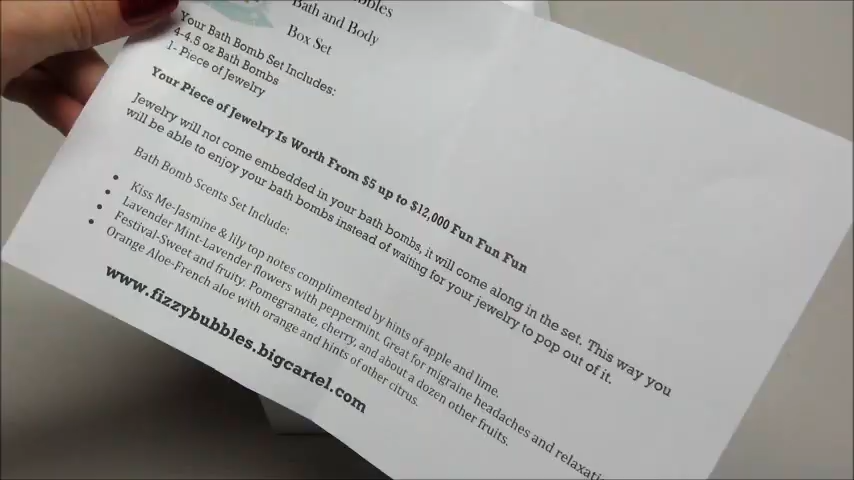 Bath and Body
Box Set
Your Bath Bomb Set Includes:
4-4.5 oz Bath Bombs
1- Piece of Jewelry
Your Piece of Jewelry Is Worth From $5 up to $12,000 Fun Fun Fun
Jewelry will not come embedded in your bath bombs, it will come along in the set. This way you
will be able to enjoy your bath bombs instead of waiting for your jewelry to pop out of it.
Bath Bomb Scents Set Include:
• Kiss Me-Jasmine & lily top notes complimented by hints of apple and lime.
• Lavender Mint-Lavender flowers with peppermint. Great for migraine headaches and
• Festival-Sweet and fruity. Pomegranate, cherry, and about a dozen other fruits.
• Orange Aloe-French aloe with orange and hints of other citrus.
www.fizzybubbles.bigcartel.com